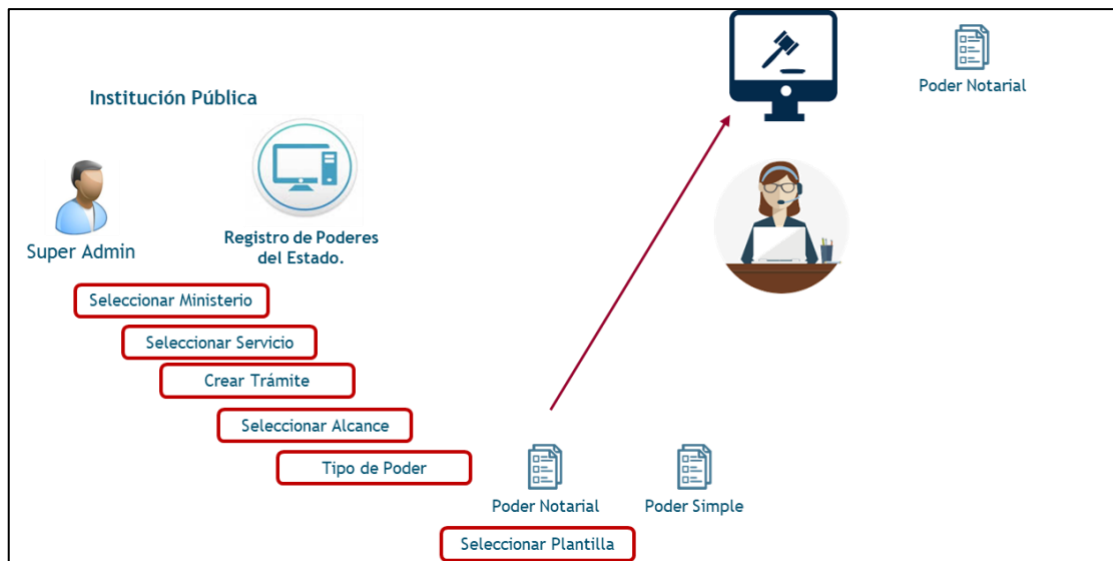 Poder Notarial
Institución Pública
Super Admin
Registro de Poderes
del Estado.
Seleccionar Ministerio
Seleccionar Servicio
Crear Trámite
Seleccionar Alcance
Tipo de Poder
Poder Notarial
Poder Simple
Seleccionar Plantilla